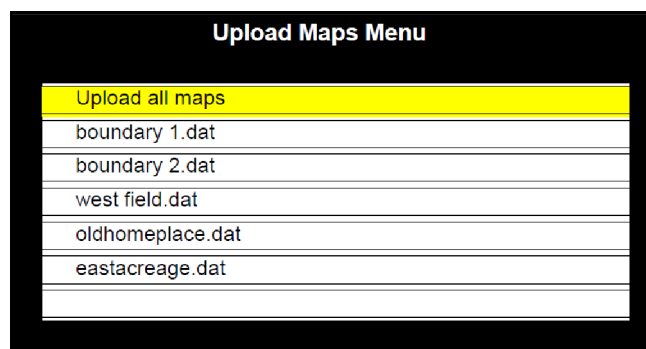 Upload Maps Menu
Upload all maps
boundary 1.dat
boundary 2.dat
west field.dat
oldhomeplace.dat
eastacreage.dat